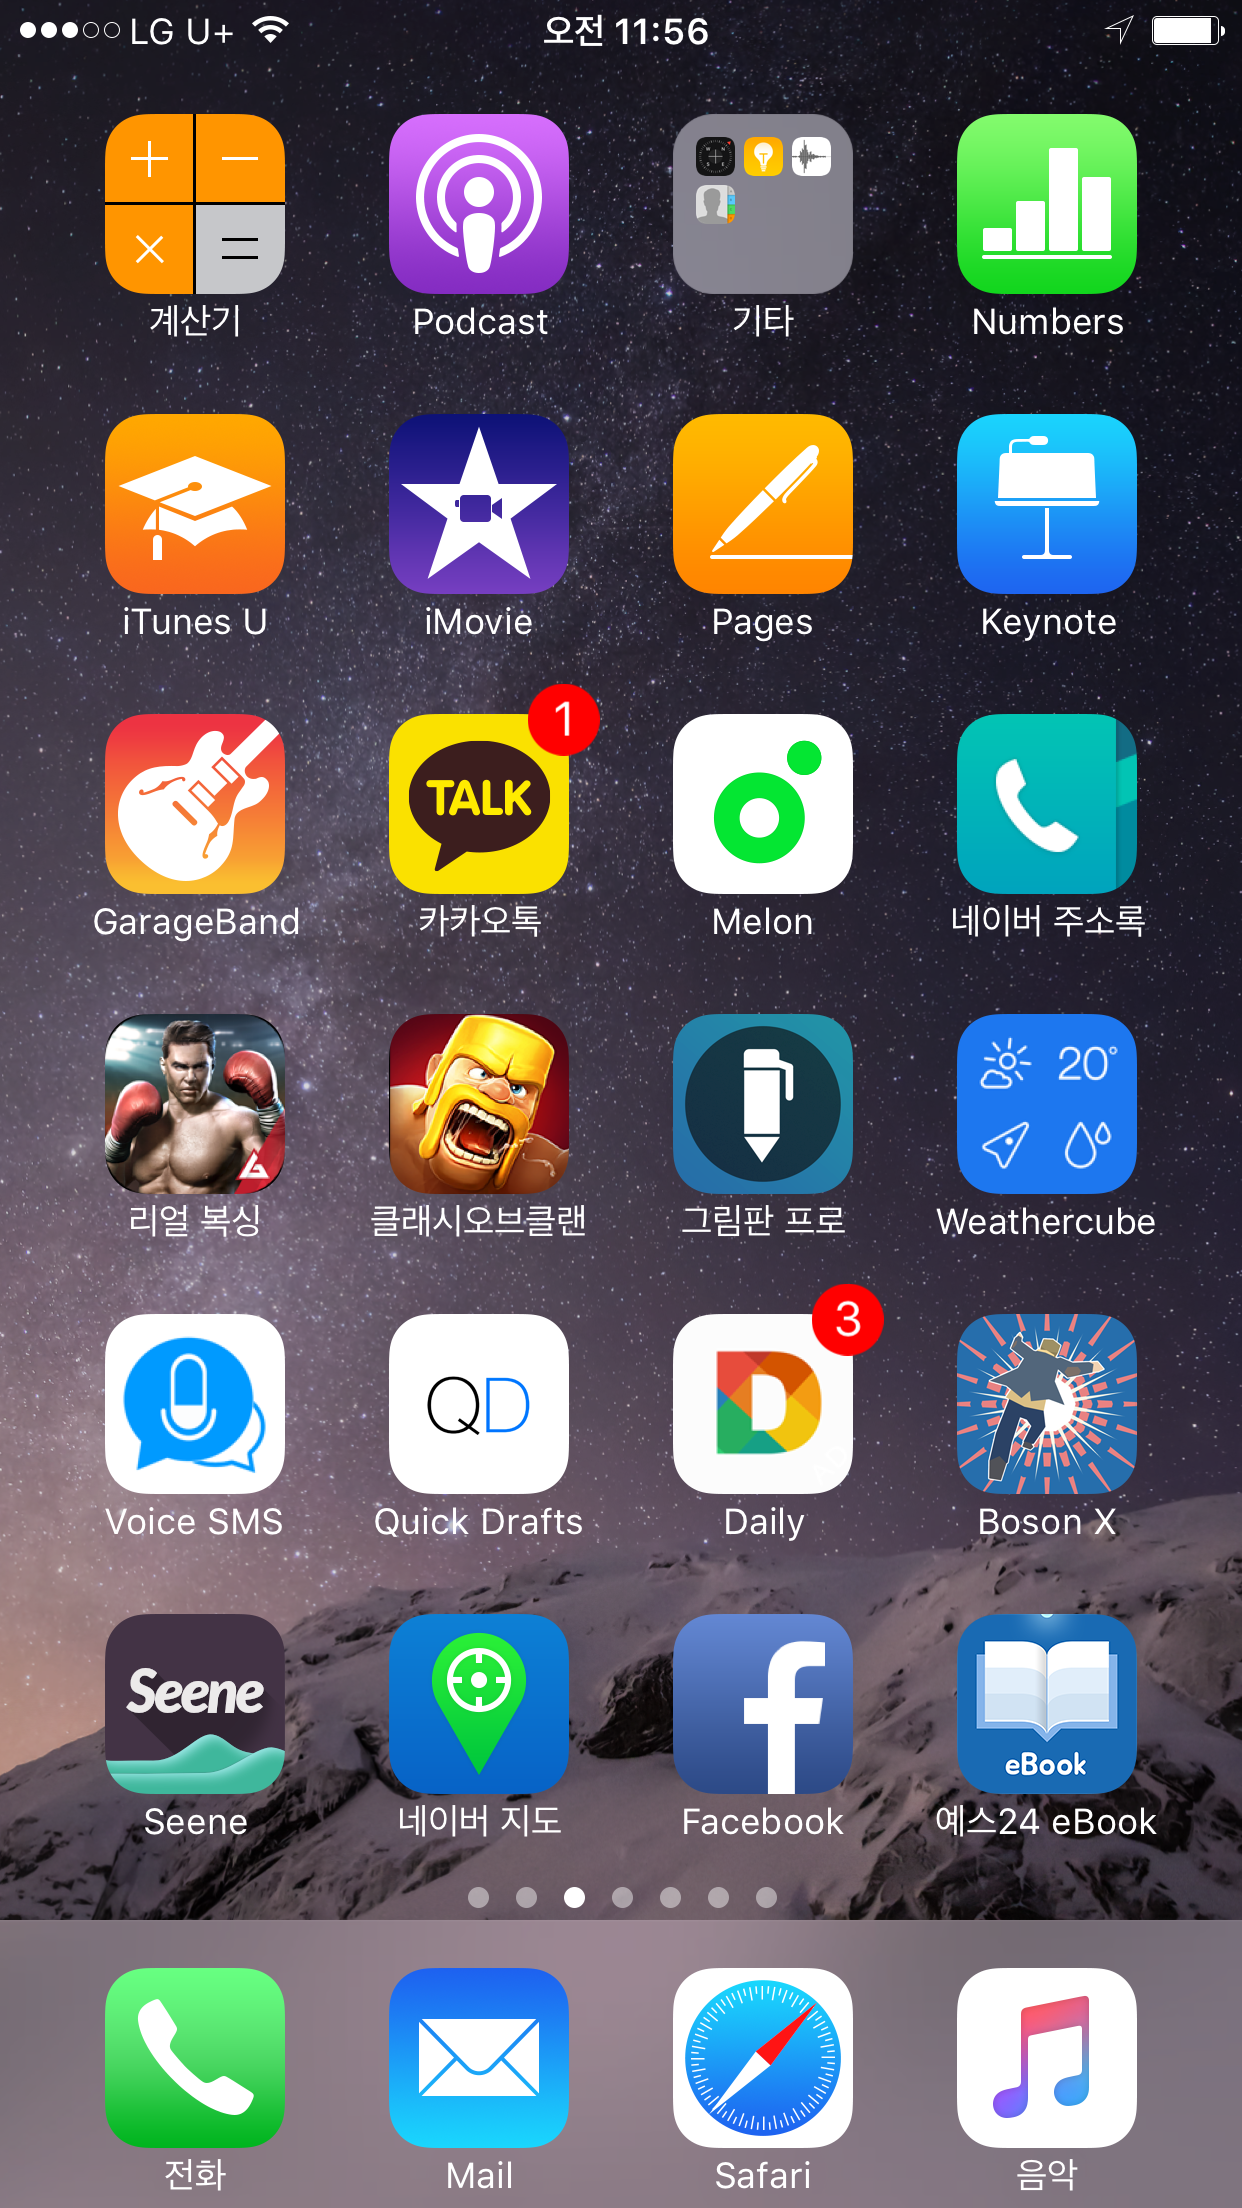 LG U+ 오전 11:56
계산기 Podcast 기타 Numbers
iTunes U iMovie Pages Keynote
1
TALK
GarageBand 카카오톡 Melon 네이버 주소록
20°
리얼 복싱 클래시오브클랜 그림판 프로 Weathercube
3
QD D
Voice SMS Quick Drafts Daily Boson X
Seene
eBook
Seene 네이버 지도 Facebook 예스24 eBook
전화 Mail Safari 음악